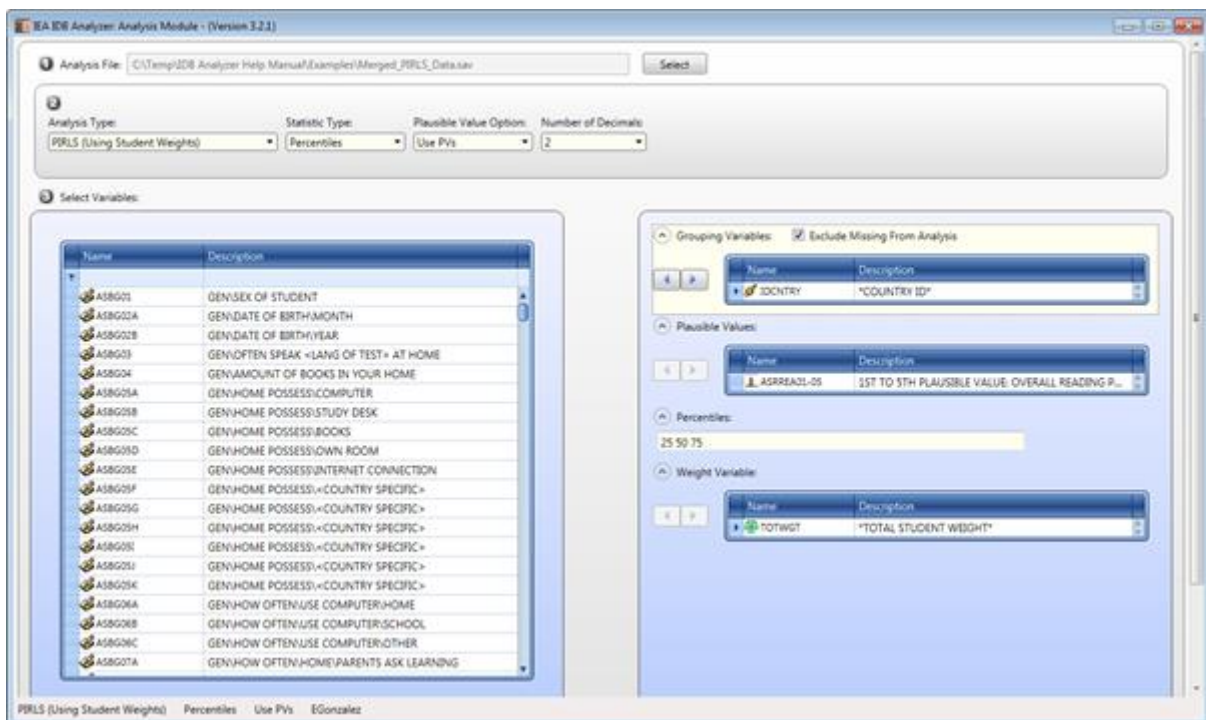 IEA IDB Analyzer: Analysis Module - (Version 3.2.1)
1 Analysis File: C:\Temp\IDB Analyzer Help Manual\Examples\Merged_PIRLS_Data.sav Select
2
Analysis Type: Statistic Type: Plausible Value Option: Number of Decimals:
PIRLS (Using Student Weights) Percentiles Use PVs 2
3 Select Variables:
Name Description
ASBG01 GEN\SEX OF STUDENT
ASBG02A GEN\DATE OF BIRTH\MONTH
ASBG02B GEN\DATE OF BIRTH\YEAR
ASBG03 GEN\OFTEN SPEAK <LANG OF TEST> AT HOME
ASBG04 GEN\AMOUNT OF BOOKS IN YOUR HOME
ASBG05A GEN\HOME POSSESS\COMPUTER
ASBG05B GEN\HOME POSSESS\STUDY DESK
ASBG05C GEN\HOME POSSESS\BOOKS
ASBG05D GEN\HOME POSSESS\OWN ROOM
ASBG05E GEN\HOME POSSESS\INTERNET CONNECTION
ASBG05F GEN\HOME POSSESS\<COUNTRY SPECIFIC>
ASBG05G GEN\HOME POSSESS\<COUNTRY SPECIFIC>
ASBG05H GEN\HOME POSSESS\<COUNTRY SPECIFIC>
ASBG05I GEN\HOME POSSESS\<COUNTRY SPECIFIC>
ASBG05J GEN\HOME POSSESS\<COUNTRY SPECIFIC>
ASBG05K GEN\HOME POSSESS\<COUNTRY SPECIFIC>
ASBG06A GEN\HOW OFTEN\USE COMPUTER\HOME
ASBG06B GEN\HOW OFTEN\USE COMPUTER\SCHOOL
ASBG06C GEN\HOW OFTEN\USE COMPUTER\OTHER
ASBG07A GEN\HOW OFTEN\HOME\PARENTS ASK LEARNING
Grouping Variables: Exclude Missing From Analysis
Name Description
IDCNTRY *COUNTRY ID*
Plausible Values:
Name Description
ASRREA01-05 1ST TO 5TH PLAUSIBLE VALUE: OVERALL READING P...
Percentiles:
25 50 75
Weight Variable:
Name Description
TOTWGT *TOTAL STUDENT WEIGHT*
PIRLS (Using Student Weights) Percentiles Use PVs EGonzalez